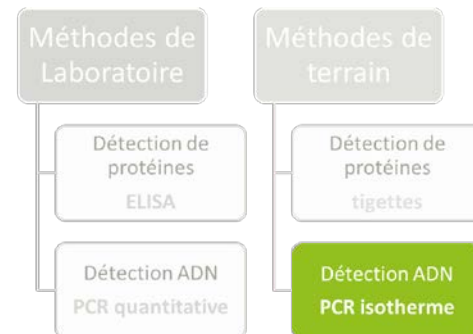 Méthodes de
Laboratoire
Détection de
protéines
ELISA
Détection ADN
PCR quantitative
Méthodes de
terrain
Détection de
protéines
tigettes
Détection ADN
PCR isotherme